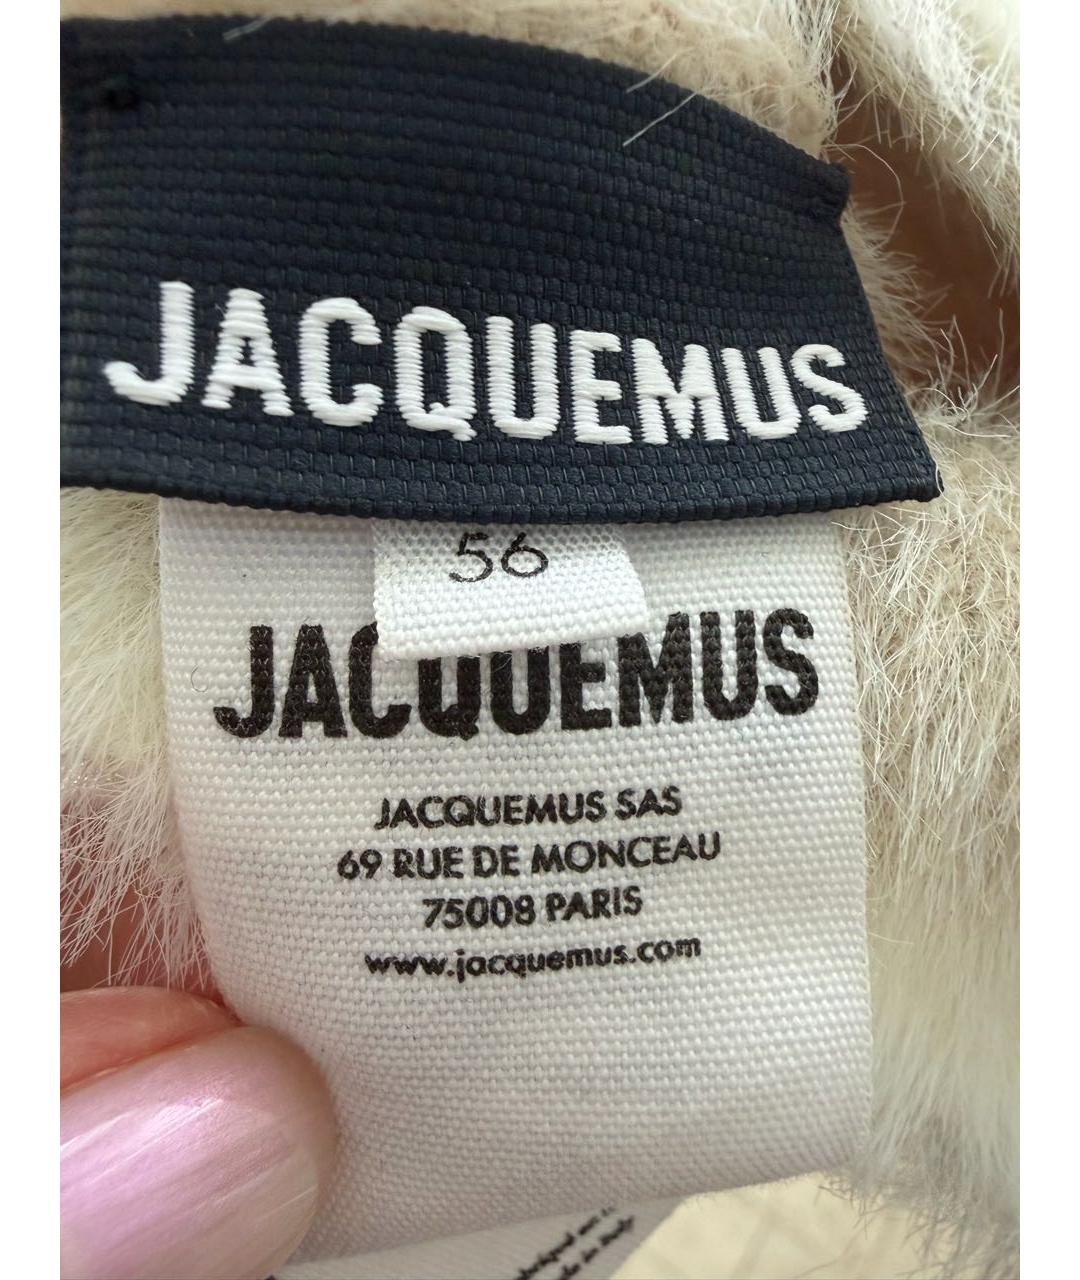 JACQUEMUS
56
JACQUEMUS
JACQUEMUS SAS
69 RUE DE MONCEAU
75008 PARIS
www.jacquemus.com